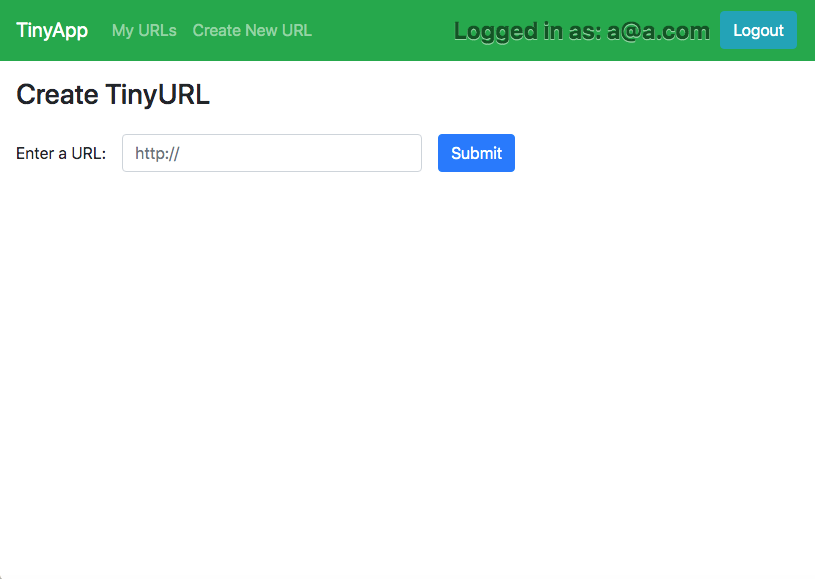 TinyApp My URLs Create New URL Logged in as: a@a.com Logout
Create TinyURL
Enter a URL: http:// Submit